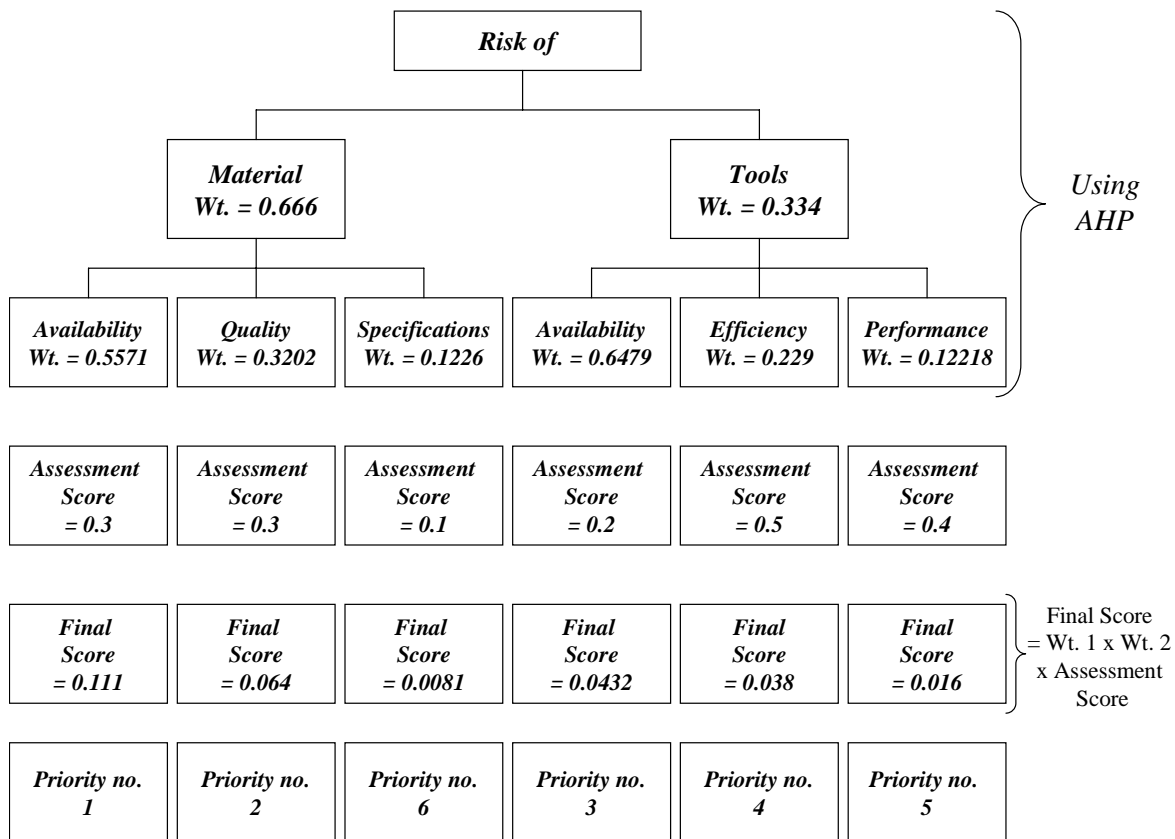 Risk of
Material
Wt. = 0.666
Tools
Wt. = 0.334
Using
AHP
Availability
Wt. = 0.5571
Quality
Wt. = 0.3202
Specifications
Wt. = 0.1226
Availability
Wt. = 0.6479
Efficiency
Wt. = 0.229
Performance
Wt. = 0.12218
Assessment
Score
= 0.3
Assessment
Score
= 0.3
Assessment
Score
= 0.1
Assessment
Score
= 0.2
Assessment
Score
= 0.5
Assessment
Score
= 0.4
Final
Score
= 0.111
Final
Score
= 0.064
Final
Score
= 0.0081
Final
Score
= 0.0432
Final
Score
= 0.038
Final
Score
= 0.016
Final Score
= Wt. 1 x Wt. 2
x Assessment
Score
Priority no.
1
Priority no.
2
Priority no.
6
Priority no.
3
Priority no.
4
Priority no.
5